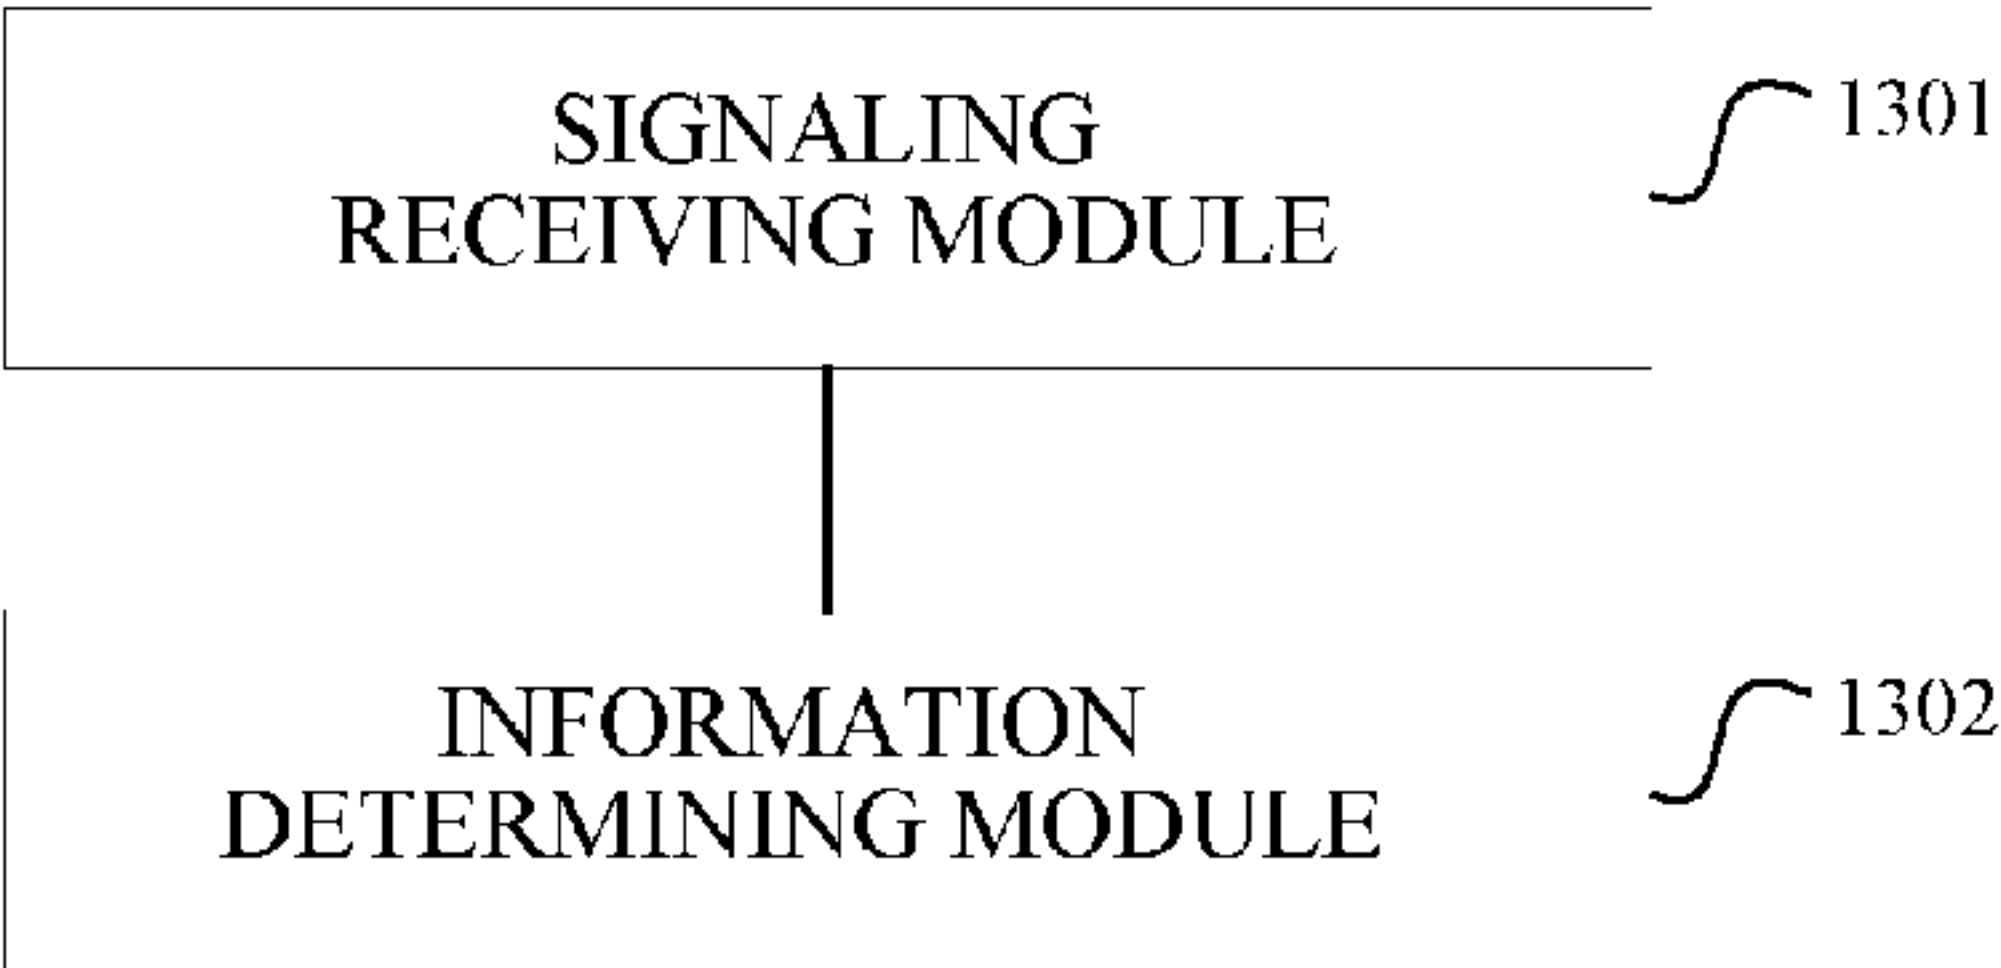 SIGNALING
RECEIVING MODULE
1301
INFORMATION
DETERMINING MODULE
1302